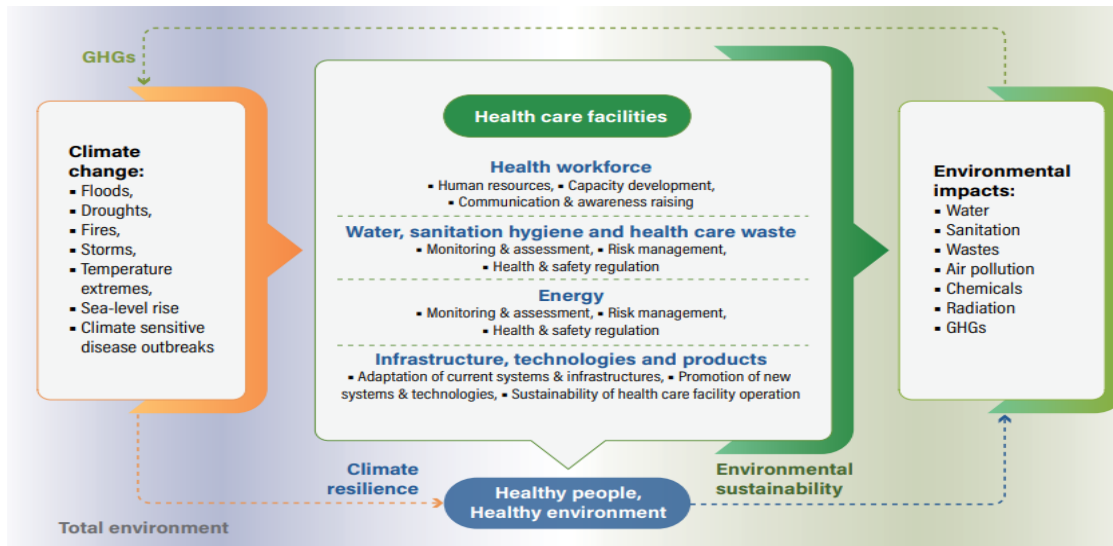 GHGs
Climate
change:
▪ Floods,
▪ Droughts,
▪ Fires,
▪ Storms,
▪ Temperature
extremes,
▪ Sea-level rise
▪ Climate sensitive
disease outbreaks
Health care facilities
Health workforce
▪ Human resources, ▪ Capacity development,
▪ Communication & awareness raising
Water, sanitation hygiene and health care waste
▪ Monitoring & assessment, ▪ Risk management,
▪ Health & safety regulation
Energy
▪ Monitoring & assessment, ▪ Risk management,
▪ Health & safety regulation
Infrastructure, technologies and products
▪ Adaptation of current systems & infrastructures, ▪ Promotion of new
systems & technologies, ▪ Sustainability of health care facility operation
Environmental
impacts:
▪ Water
▪ Sanitation
▪ Wastes
▪ Air pollution
▪ Chemicals
▪ Radiation
▪ GHGs
Climate
resilience
Healthy people,
Healthy environment
Environmental
sustainability
Total environment